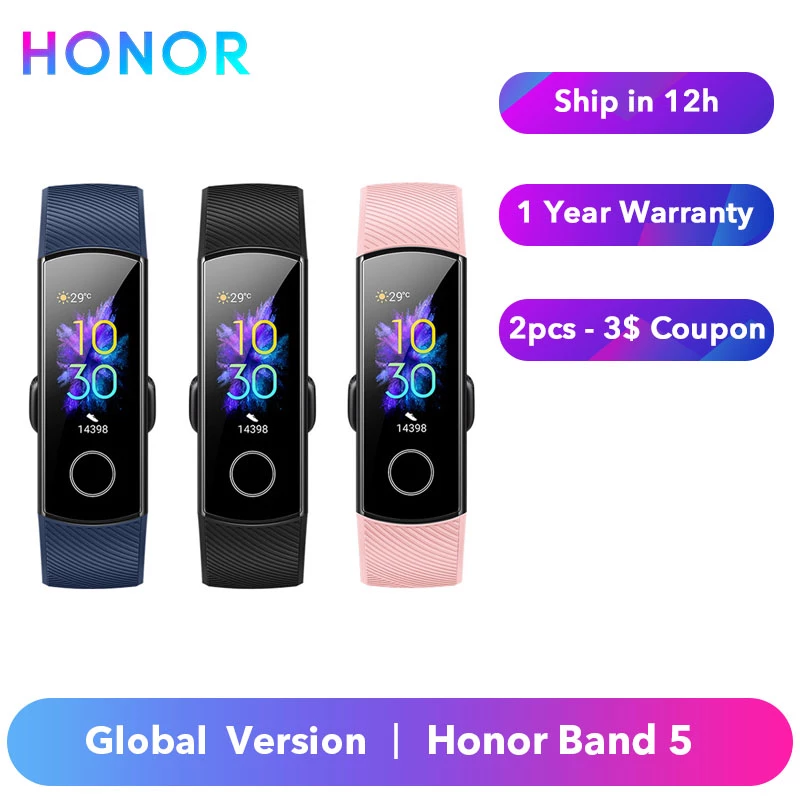 HONOR
Ship in 12h
1 Year Warranty
2pcs - 3$ Coupon
29°C
10
30
14398
29°C
10
30
14398
29°C
10
30
14398
Global Version | Honor Band 5